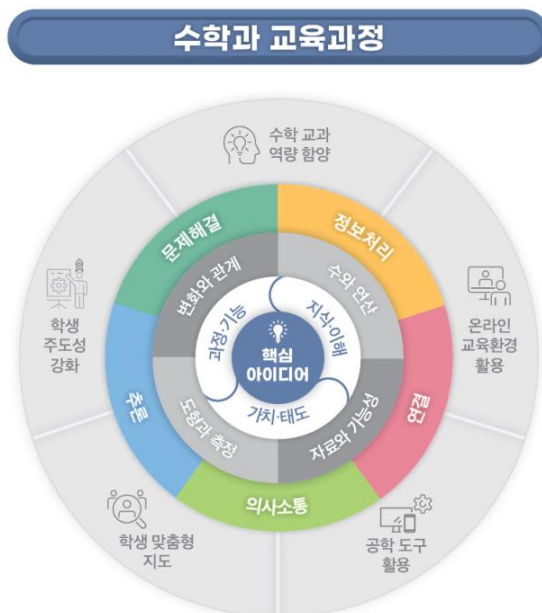 수학과 교육과정
수학 교과
역량 함양
문제해결
정보처리
변화와 관계
수와 연산
학생
주도성
강화
온라인
교육환경
활용
과정·기능
지식·이해
핵심
아이디어
가치·태도
추론
연결
도형과 측정
자료와 가능성
의사소통
학생 맞춤형
지도
공학 도구
활용